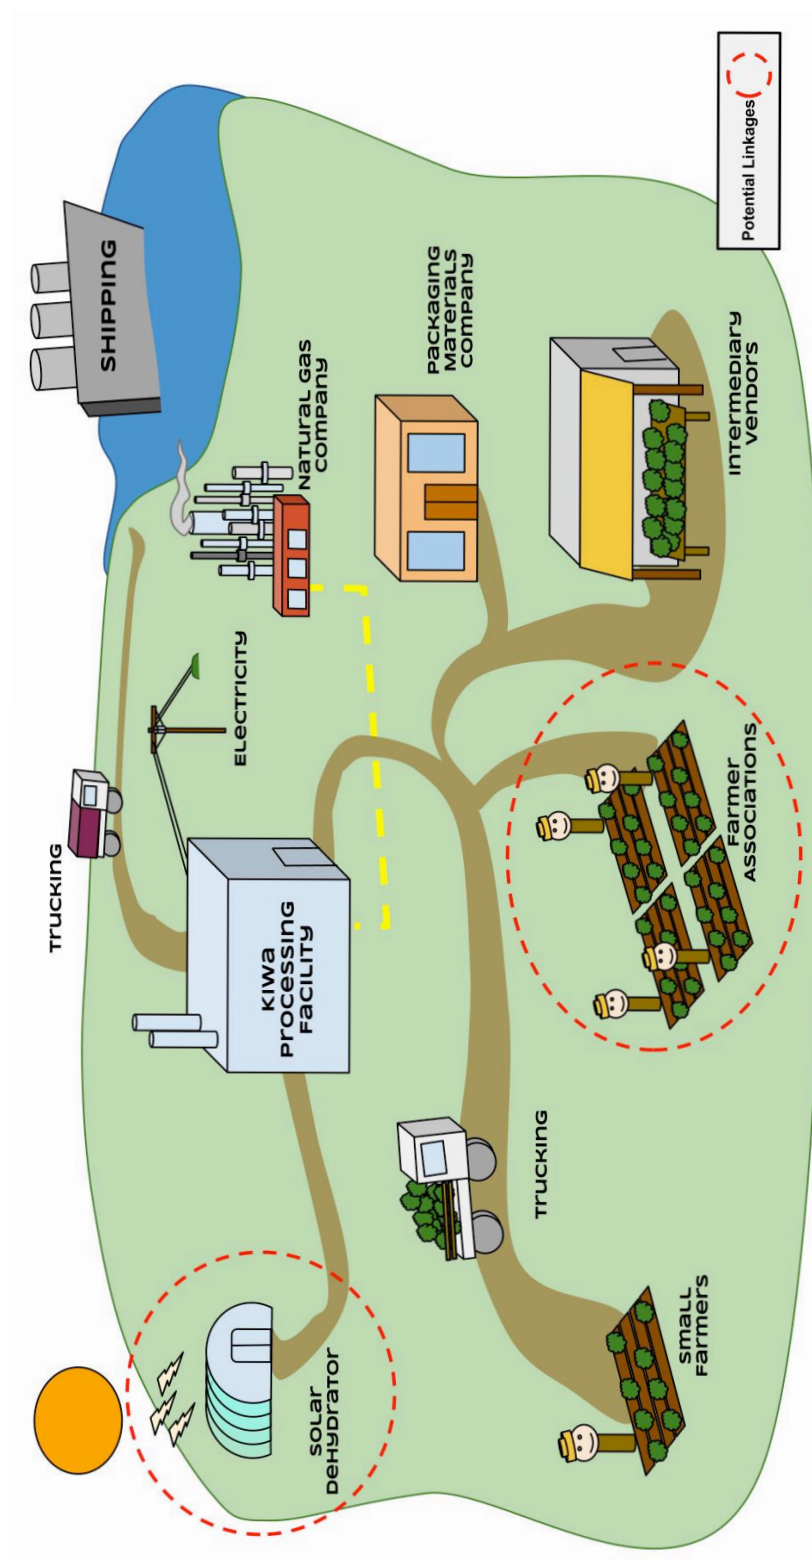 SHIPPING
TRUCKING
ELECTRICITY
NATURAL GAS
COMPANY
SOLAR
DEHYDRATOR
KIWA
PROCESSING
FACILITY
PACKAGING
MATERIALS
COMPANY
TRUCKING
SMALL
FARMERS
FARMER
ASSOCIATIONS
INTERMEDIARY
VENDORS
Potential Linkages